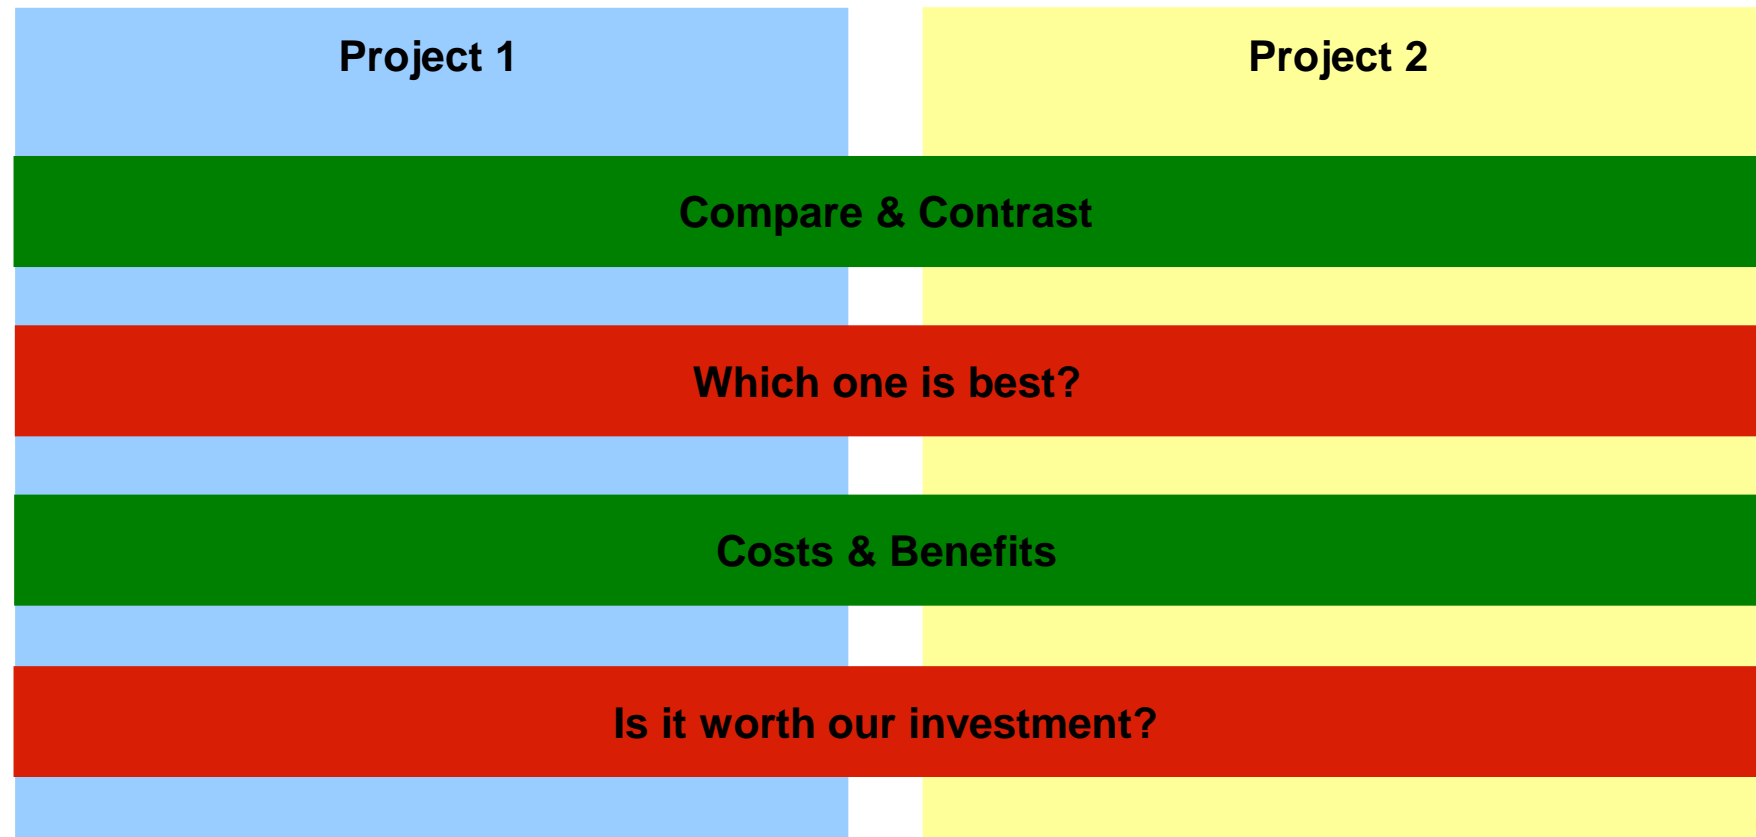 Project 1
Project 2
Compare & Contrast
Which one is best?
Costs & Benefits
Is it worth our investment?